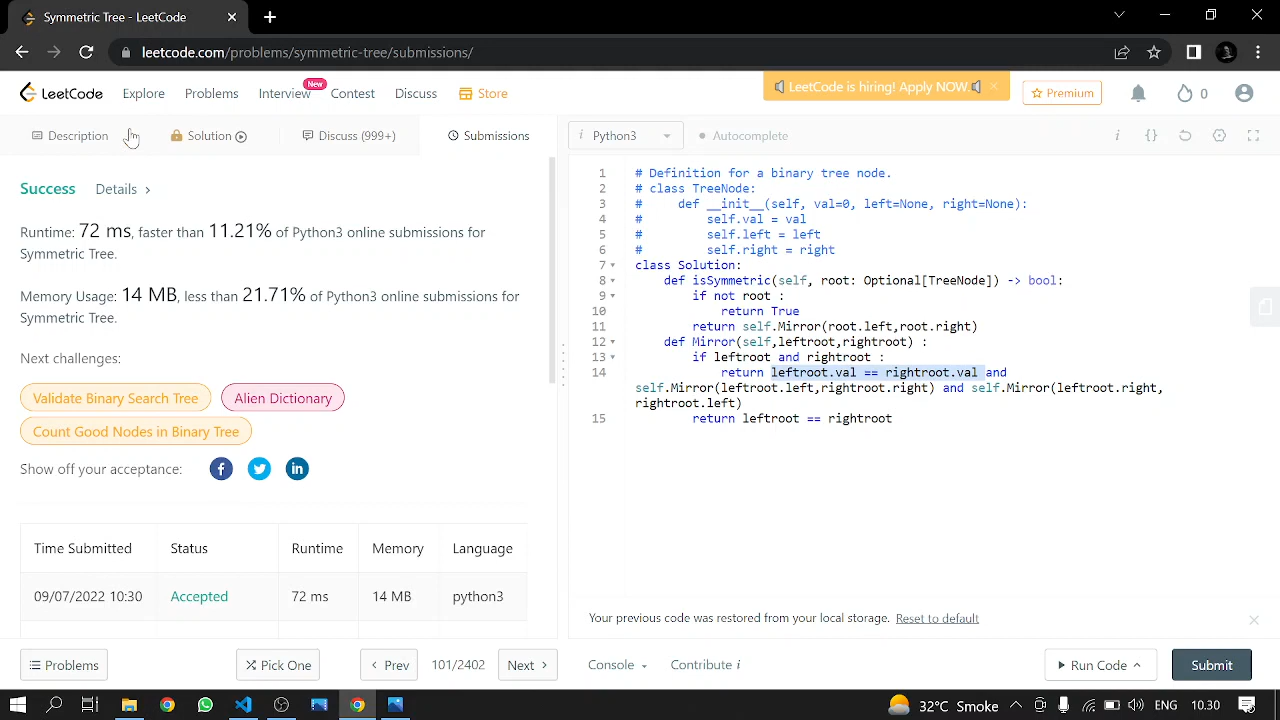 Symmetric Tree - LeetCode
leetcode.com/problems/symmetric-tree/submissions/
LeetCode
Explore
Problems
Interview
New
Contest
Discuss
Store
LeetCode is hiring! Apply NOW.
Premium
0
Description
Solution
Discuss (999+)
Submissions
Success
Details
Runtime: 72 ms, faster than 11.21% of Python3 online submissions for
Symmetric Tree.
Memory Usage: 14 MB, less than 21.71% of Python3 online submissions for
Symmetric Tree.
Next challenges:
Validate Binary Search Tree
Alien Dictionary
Count Good Nodes in Binary Tree
Show off your acceptance:
Time Submitted Status Runtime Memory Language
09/07/2022 10:30 Accepted 72 ms 14 MB python3
Problems
Pick One
Prev
101/2402
Next
i Python3
Autocomplete
i {}
1 # Definition for a binary tree node.
2 # class TreeNode:
3 #     def __init__(self, val=0, left=None, right=None):
4 #         self.val = val
5 #         self.left = left
6 #         self.right = right
7 class Solution:
8     def isSymmetric(self, root: Optional[TreeNode]) -> bool:
9         if not root :
10             return True
11         return self.Mirror(root.left,root.right)
12     def Mirror(self,leftroot,rightroot) :
13         if leftroot and rightroot :
14             return leftroot.val == rightroot.val and
self.Mirror(leftroot.left,rightroot.right) and self.Mirror(leftroot.right,
rightroot.left)
15         return leftroot == rightroot
Your previous code was restored from your local storage. Reset to default
Console
Contribute i
Run Code
Submit
32°C Smoke
ENG
10.30